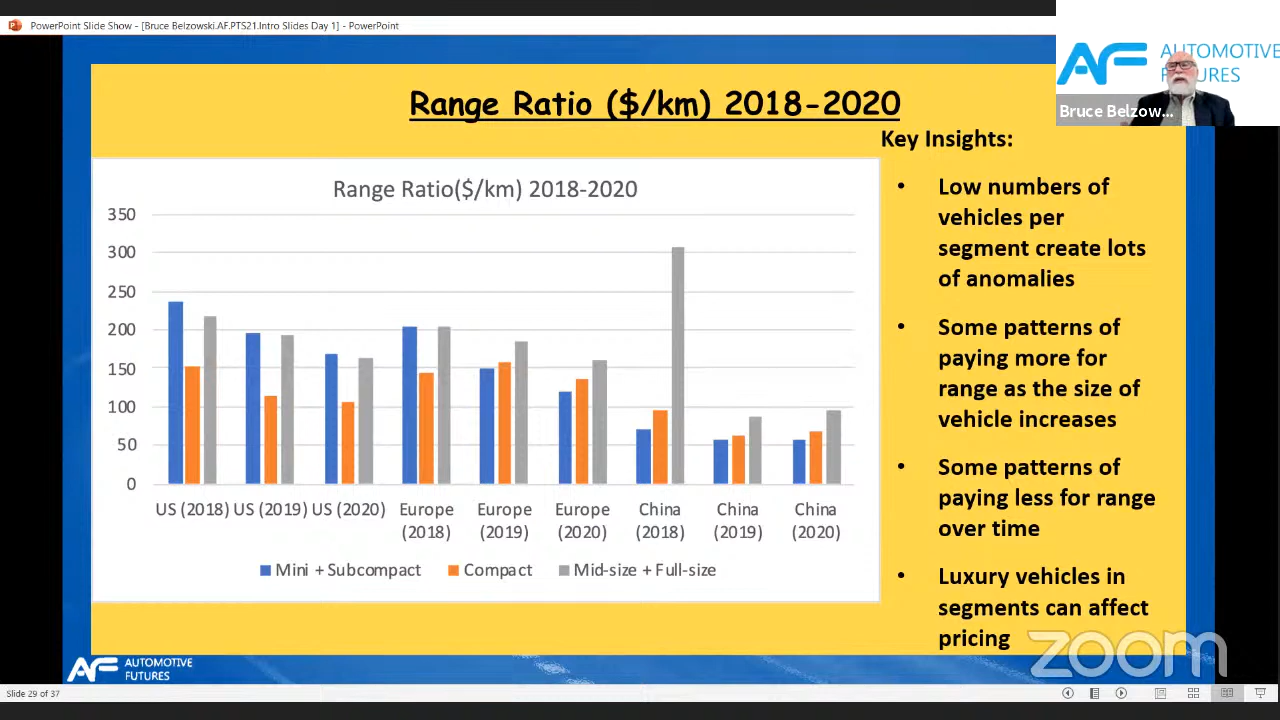 PowerPoint Slide Show - [Bruce Belzowski.AF.PTS21.Intro Slides Day 1] - PowerPoint
AF AUTOMOTIVE
Bruce Belzow...
Range Ratio ($/km) 2018-2020
Key Insights:
• Low numbers of
vehicles per
segment create lots
of anomalies
• Some patterns of
paying more for
range as the size of
vehicle increases
• Some patterns of
paying less for range
over time
• Luxury vehicles in
segments can affect
pricing
Range Ratio($/km) 2018-2020
350
300
250
200
150
100
50
0
US (2018) US (2019) US (2020) Europe Europe Europe China China China
(2018) (2019) (2020) (2018) (2019) (2020)
Mini + Subcompact Compact Mid-size + Full-size
zoom
AF AUTOMOTIVE
FUTURES
Slide 29 of 37